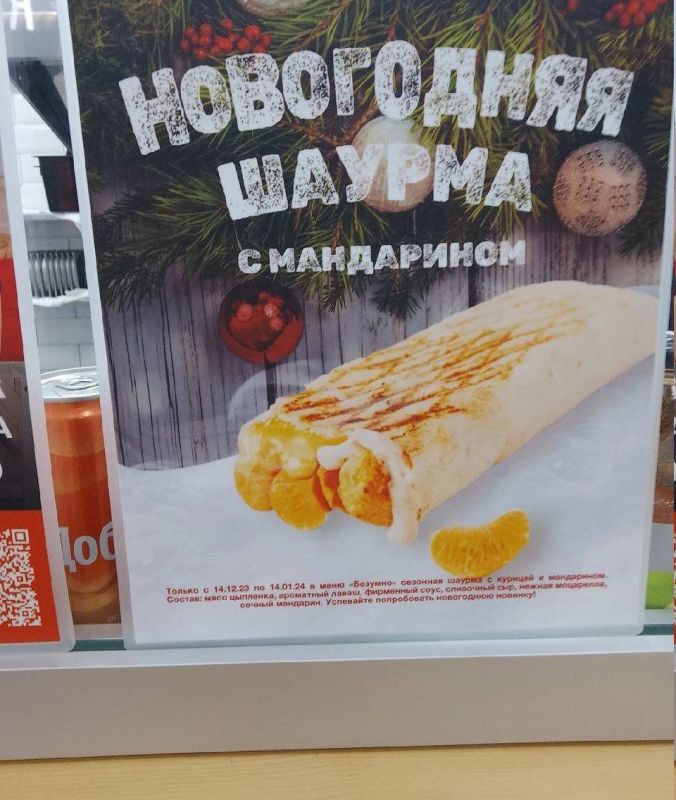 НОВОГОДНЯЯ
ШАУРМА
С МАНДАРИНОМ
Только с 14.12.23 по 14.01.24 в меню «Безумно» сезонная шаурма с курицей и мандарином.
Состав: мясо цыпленка, ароматный лаваш, фирменный соус, сливочный сыр, нежная моцарелла,
сочный мандарин. Успевайте попробовать новогоднюю новинку!
Доб